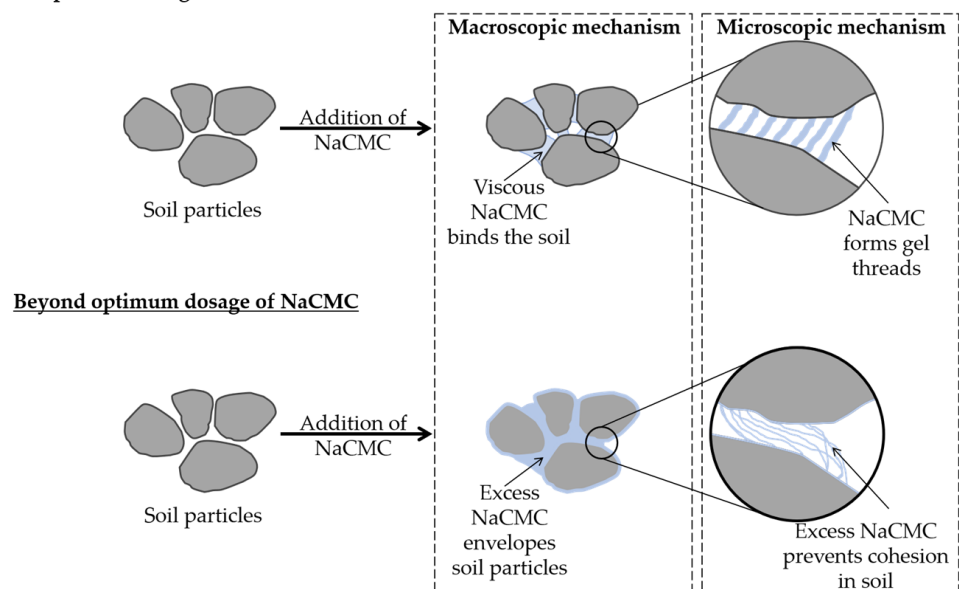 Macroscopic mechanism
Microscopic mechanism
Addition of
NaCMC
Soil particles
Viscous
NaCMC
binds the soil
NaCMC
forms gel
threads
Beyond optimum dosage of NaCMC
Addition of
NaCMC
Soil particles
Excess
NaCMC
envelopes
soil particles
Excess NaCMC
prevents cohesion
in soil